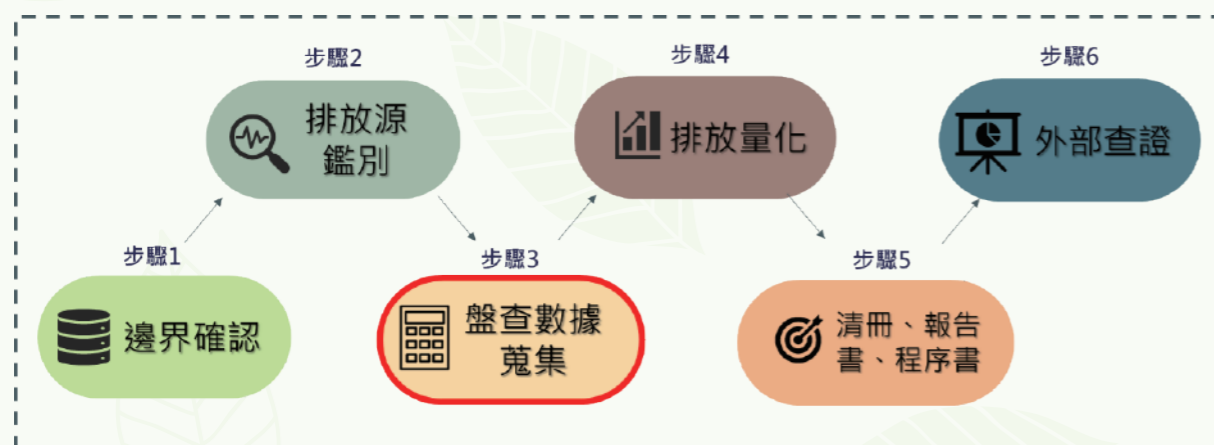 步驟1
邊界確認
步驟2
排放源
鑑別
步驟3
盤查數據
蒐集
步驟4
排放量化
步驟5
清冊、報告
書、程序書
步驟6
外部查證